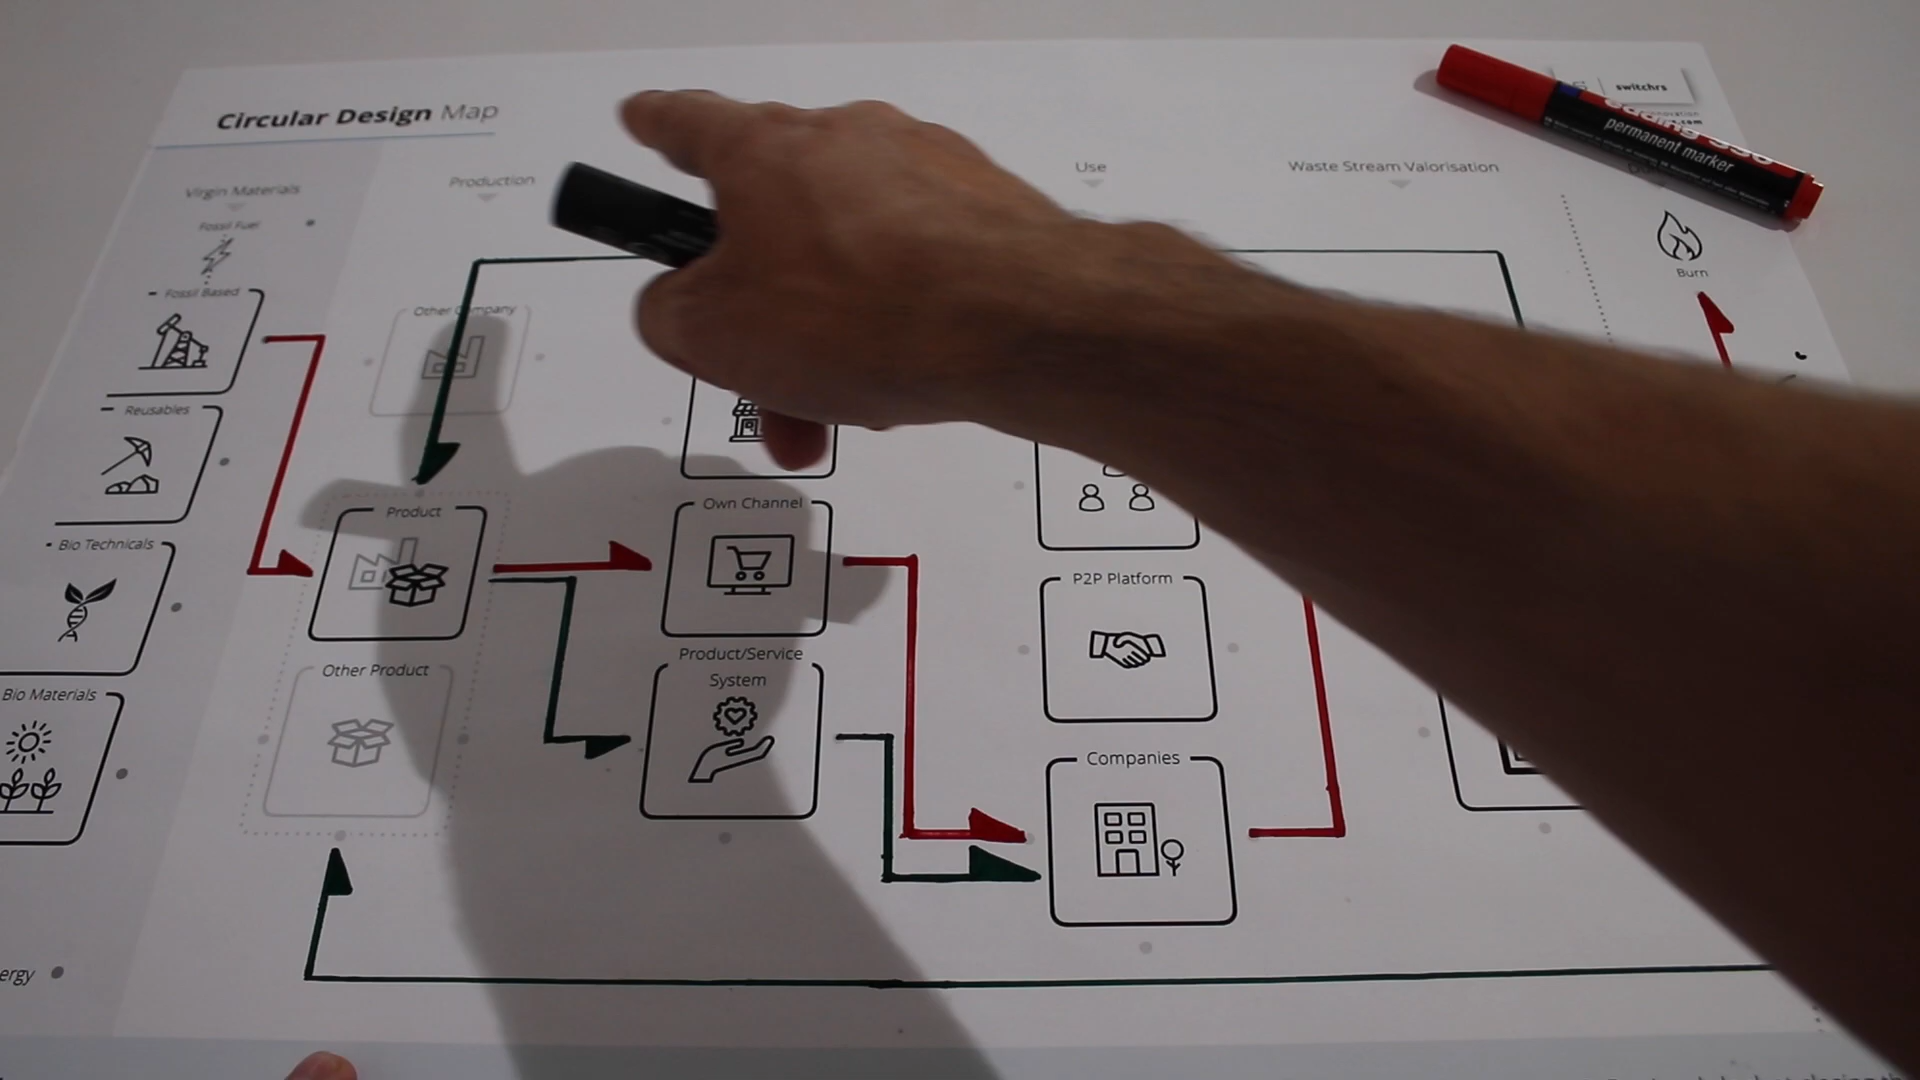 Circular Design Map
switchrs
permanent marker
Virgin Materials
Production
Use
Waste Stream Valorisation
Fossil Fuel
Burn
Fossil Based
Other Company
Reusables
Product
Own Channel
Bio Technicals
P2P Platform
Product/Service
System
Other Product
Bio Materials
Companies